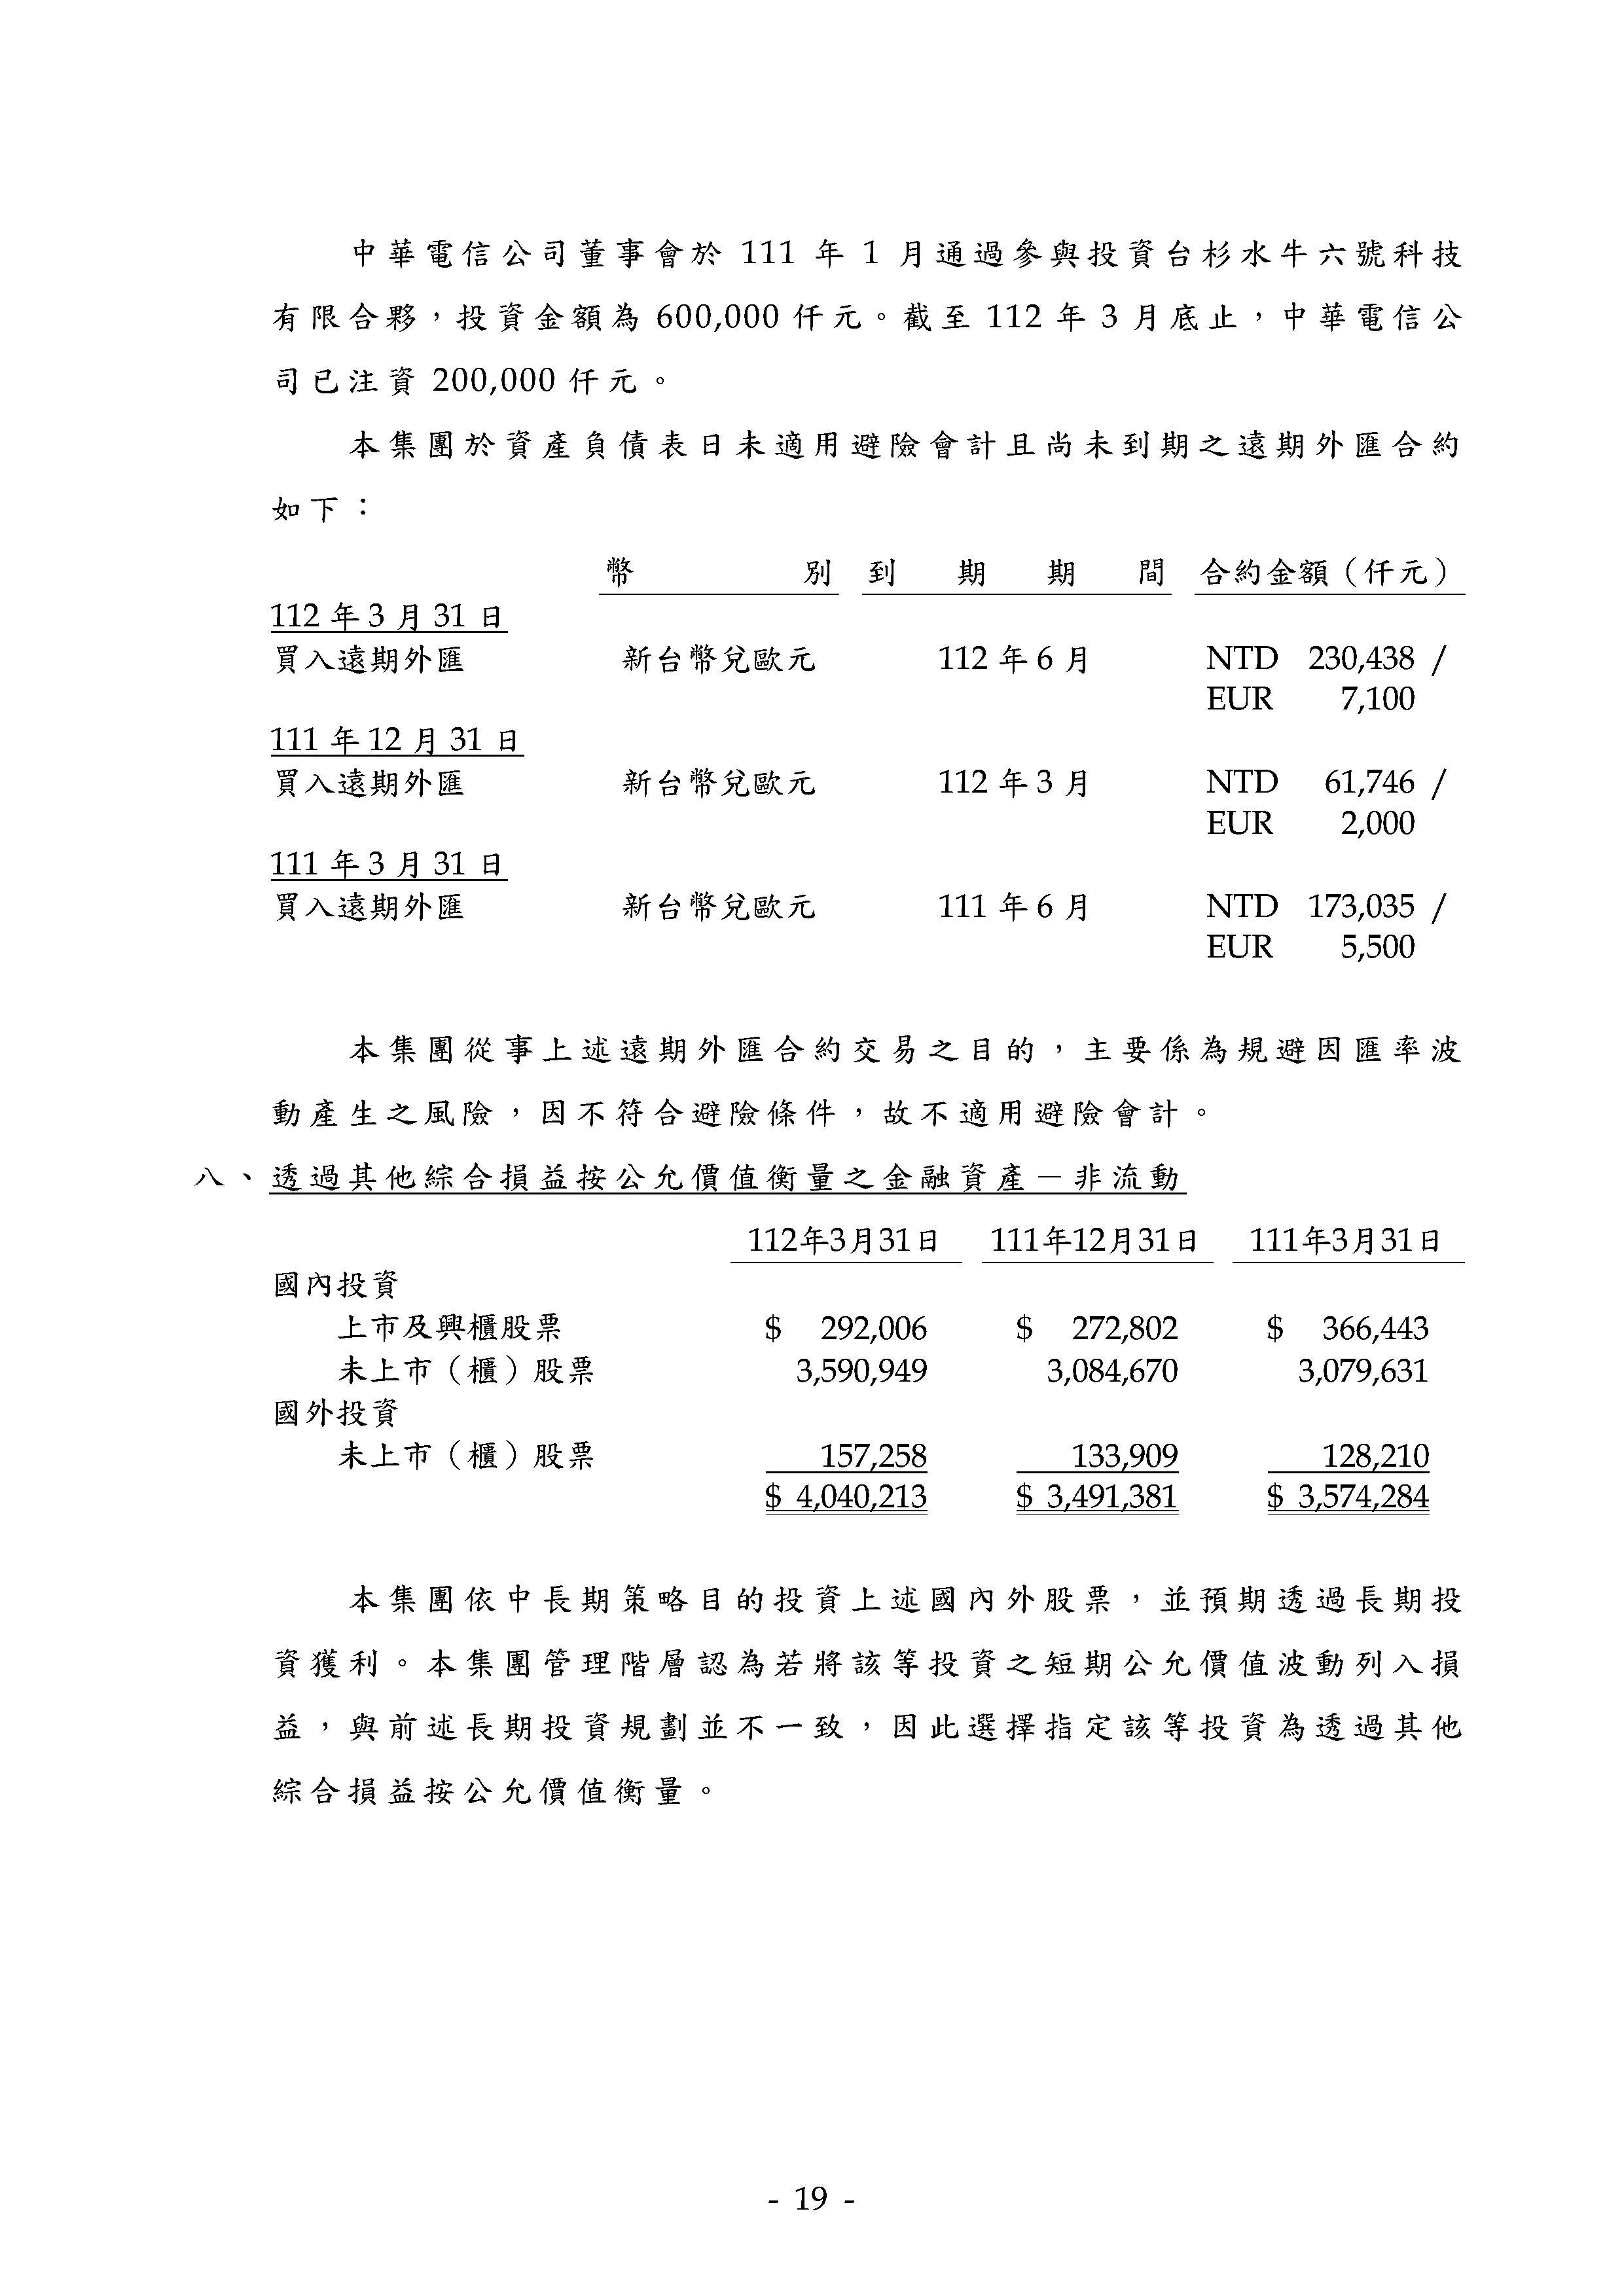 中華電信公司董事會於 111 年 1 月通過參與投資台杉水牛六號科技
有限合夥，投資金額為 600,000 仟元。截至 112 年 3 月底止，中華電信公
司已注資 200,000 仟元。
本集團於資產負債表日未適用避險會計且尚未到期之遠期外匯合約
如下：
幣別 到期期間 合約金額（仟元）
112 年 3 月 31 日
買入遠期外匯 新台幣兌歐元 112 年 6 月 NTD 230,438 /
EUR 7,100
111 年 12 月 31 日
買入遠期外匯 新台幣兌歐元 112 年 3 月 NTD 61,746 /
EUR 2,000
111 年 3 月 31 日
買入遠期外匯 新台幣兌歐元 111 年 6 月 NTD 173,035 /
EUR 5,500
本集團從事上述遠期外匯合約交易之目的，主要係為規避因匯率波
動產生之風險，因不符合避險條件，故不適用避險會計。
八、透過其他綜合損益按公允價值衡量之金融資產－非流動
112年3月31日 111年12月31日 111年3月31日
國內投資
上市及興櫃股票 $ 292,006 $ 272,802 $ 366,443
未上市（櫃）股票 3,590,949 3,084,670 3,079,631
國外投資
未上市（櫃）股票 157,258 133,909 128,210
$ 4,040,213 $ 3,491,381 $ 3,574,284
本集團依中長期策略目的投資上述國內外股票，並預期透過長期投
資獲利。本集團管理階層認為若將該等投資之短期公允價值波動列入損
益，與前述長期投資規劃並不一致，因此選擇指定該等投資為透過其他
綜合損益按公允價值衡量。
- 19 -